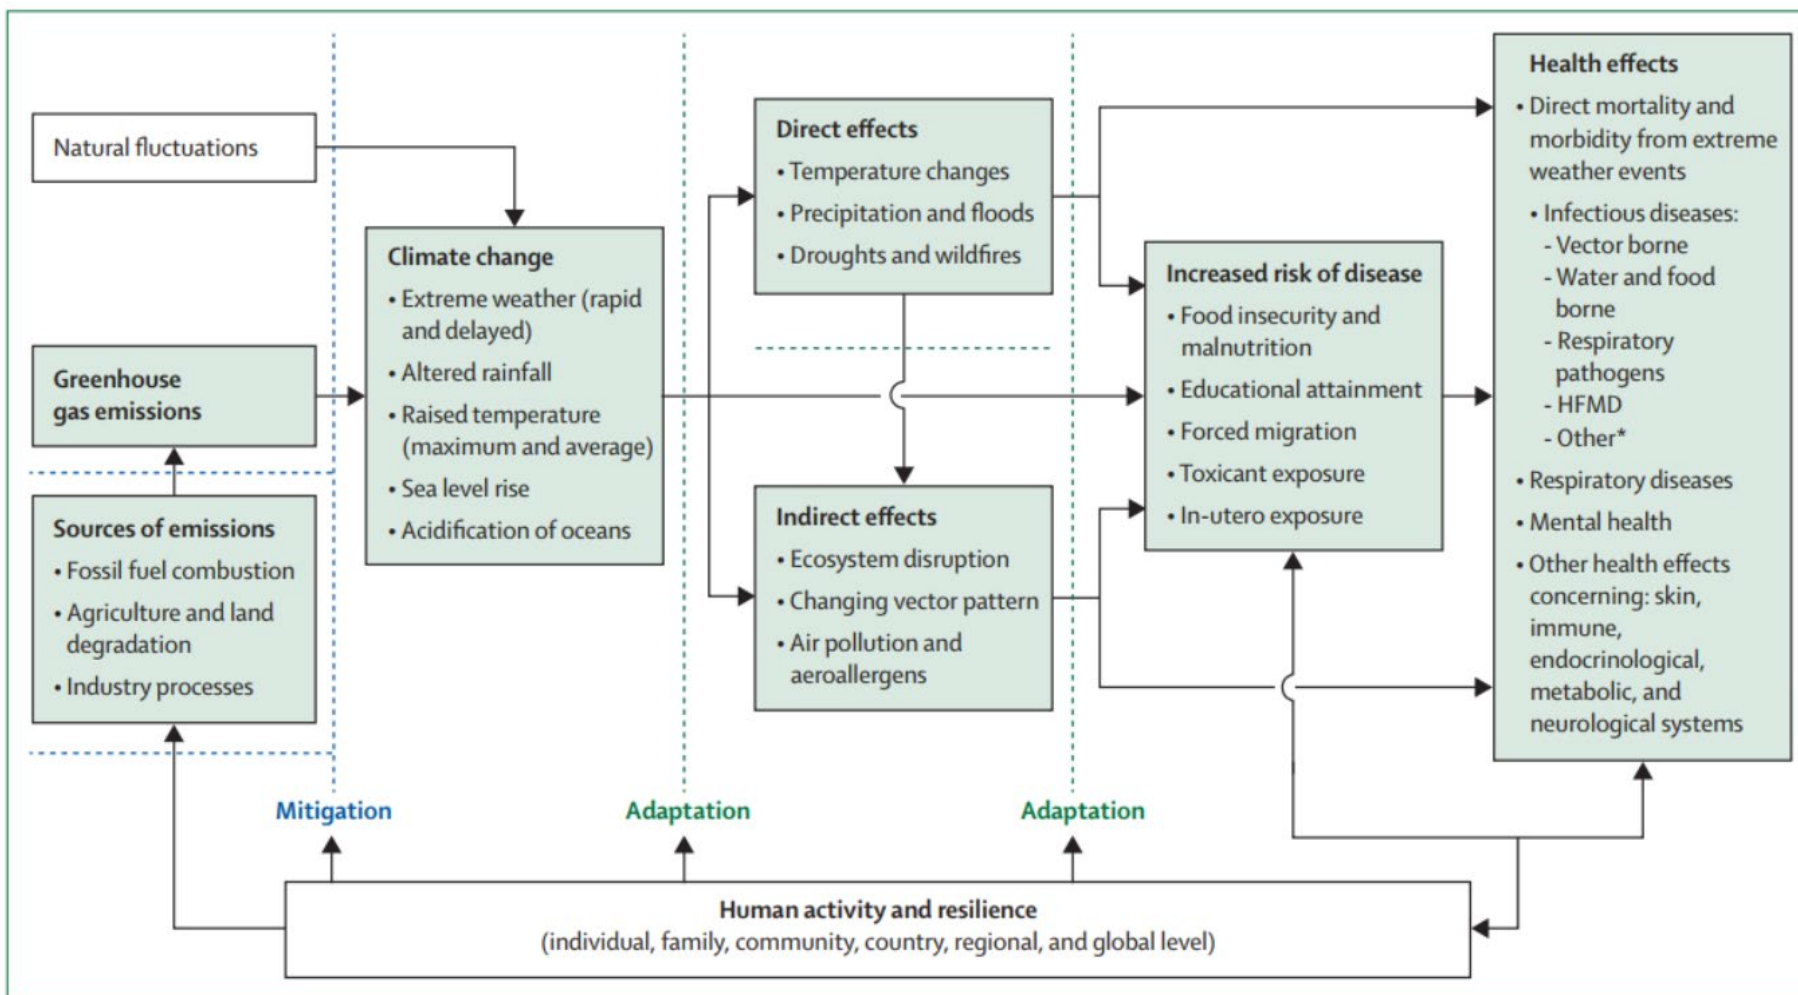 Natural fluctuations
Greenhouse
gas emissions
Sources of emissions
• Fossil fuel combustion
• Agriculture and land
degradation
• Industry processes
Climate change
• Extreme weather (rapid
and delayed)
• Altered rainfall
• Raised temperature
(maximum and average)
• Sea level rise
• Acidification of oceans
Direct effects
• Temperature changes
• Precipitation and floods
• Droughts and wildfires
Indirect effects
• Ecosystem disruption
• Changing vector pattern
• Air pollution and
aeroallergens
Increased risk of disease
• Food insecurity and
malnutrition
• Educational attainment
• Forced migration
• Toxicant exposure
• In-utero exposure
Health effects
• Direct mortality and
morbidity from extreme
weather events
• Infectious diseases:
- Vector borne
- Water and food
borne
- Respiratory
pathogens
- HFMD
- Other*
• Respiratory diseases
• Mental health
• Other health effects
concerning: skin,
immune,
endocrinological,
metabolic, and
neurological systems
Mitigation
Adaptation
Adaptation
Human activity and resilience
(individual, family, community, country, regional, and global level)